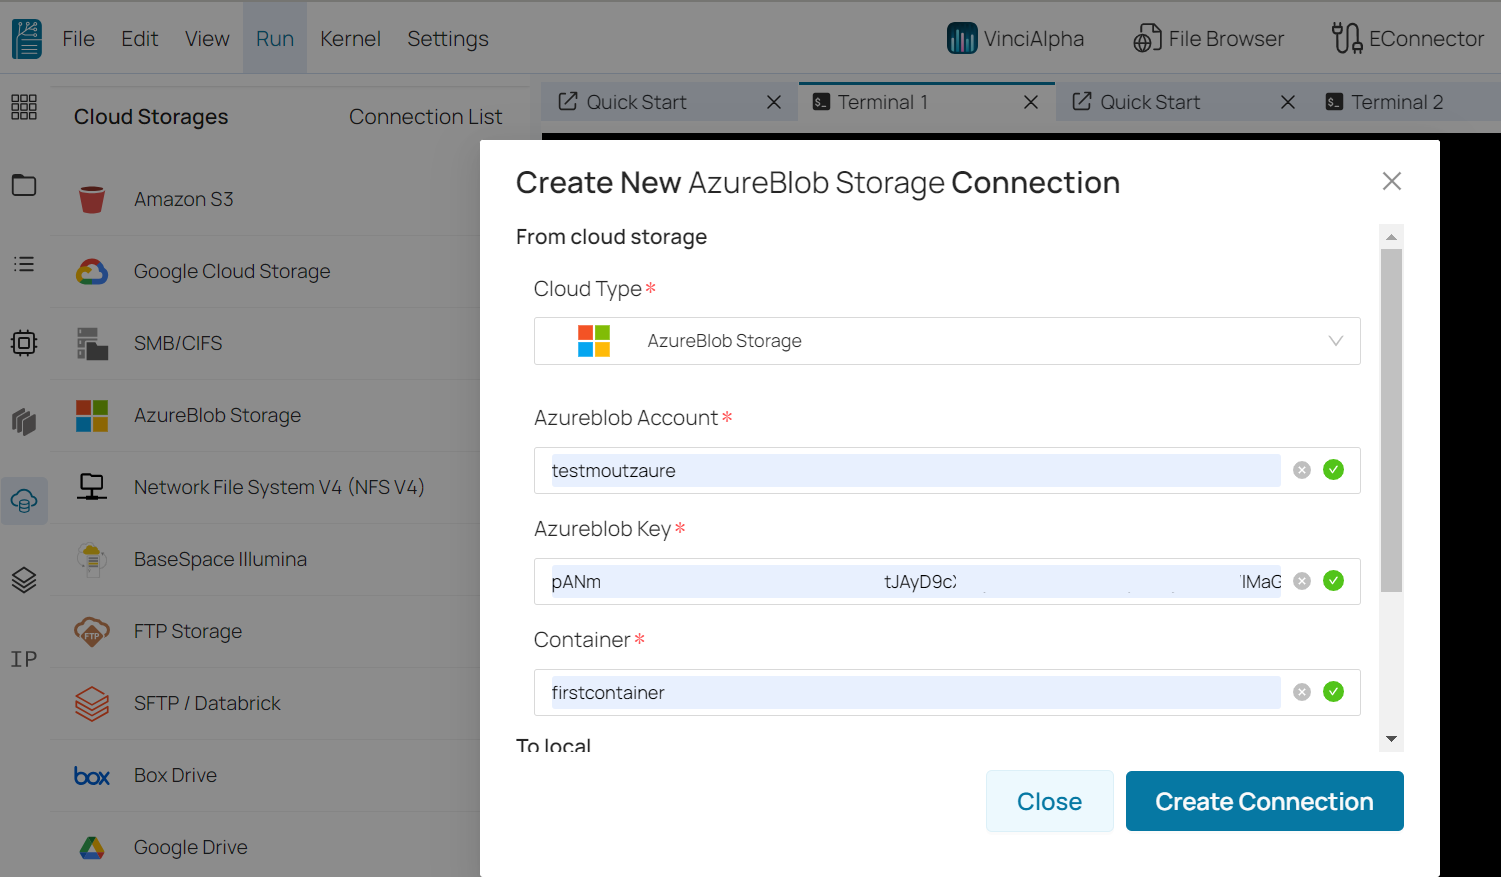 File Edit View Run Kernel Settings VinciAlpha File Browser EConnector
Quick Start Terminal 1 Quick Start Terminal 2
Cloud Storages Connection List
Amazon S3
Google Cloud Storage
SMB/CIFS
AzureBlob Storage
Network File System V4 (NFS V4)
BaseSpace Illumina
FTP
FTP Storage
IP
SFTP / Databrick
box Box Drive
Google Drive
Create New AzureBlob Storage Connection
From cloud storage
Cloud Type*
AzureBlob Storage
Azureblob Account*
testmoutzaure
Azureblob Key*
pANm tJAyD9c lMaG
Container*
firstcontainer
To local
Close Create Connection